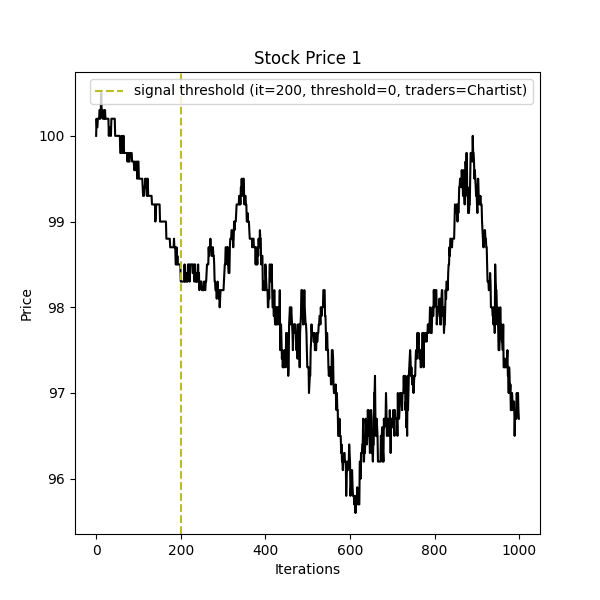 Stock Price 1
signal threshold (it=200, threshold=0, traders=Chartist)
100
99
98
97
96
Price
0 200 400 600 800 1000
Iterations